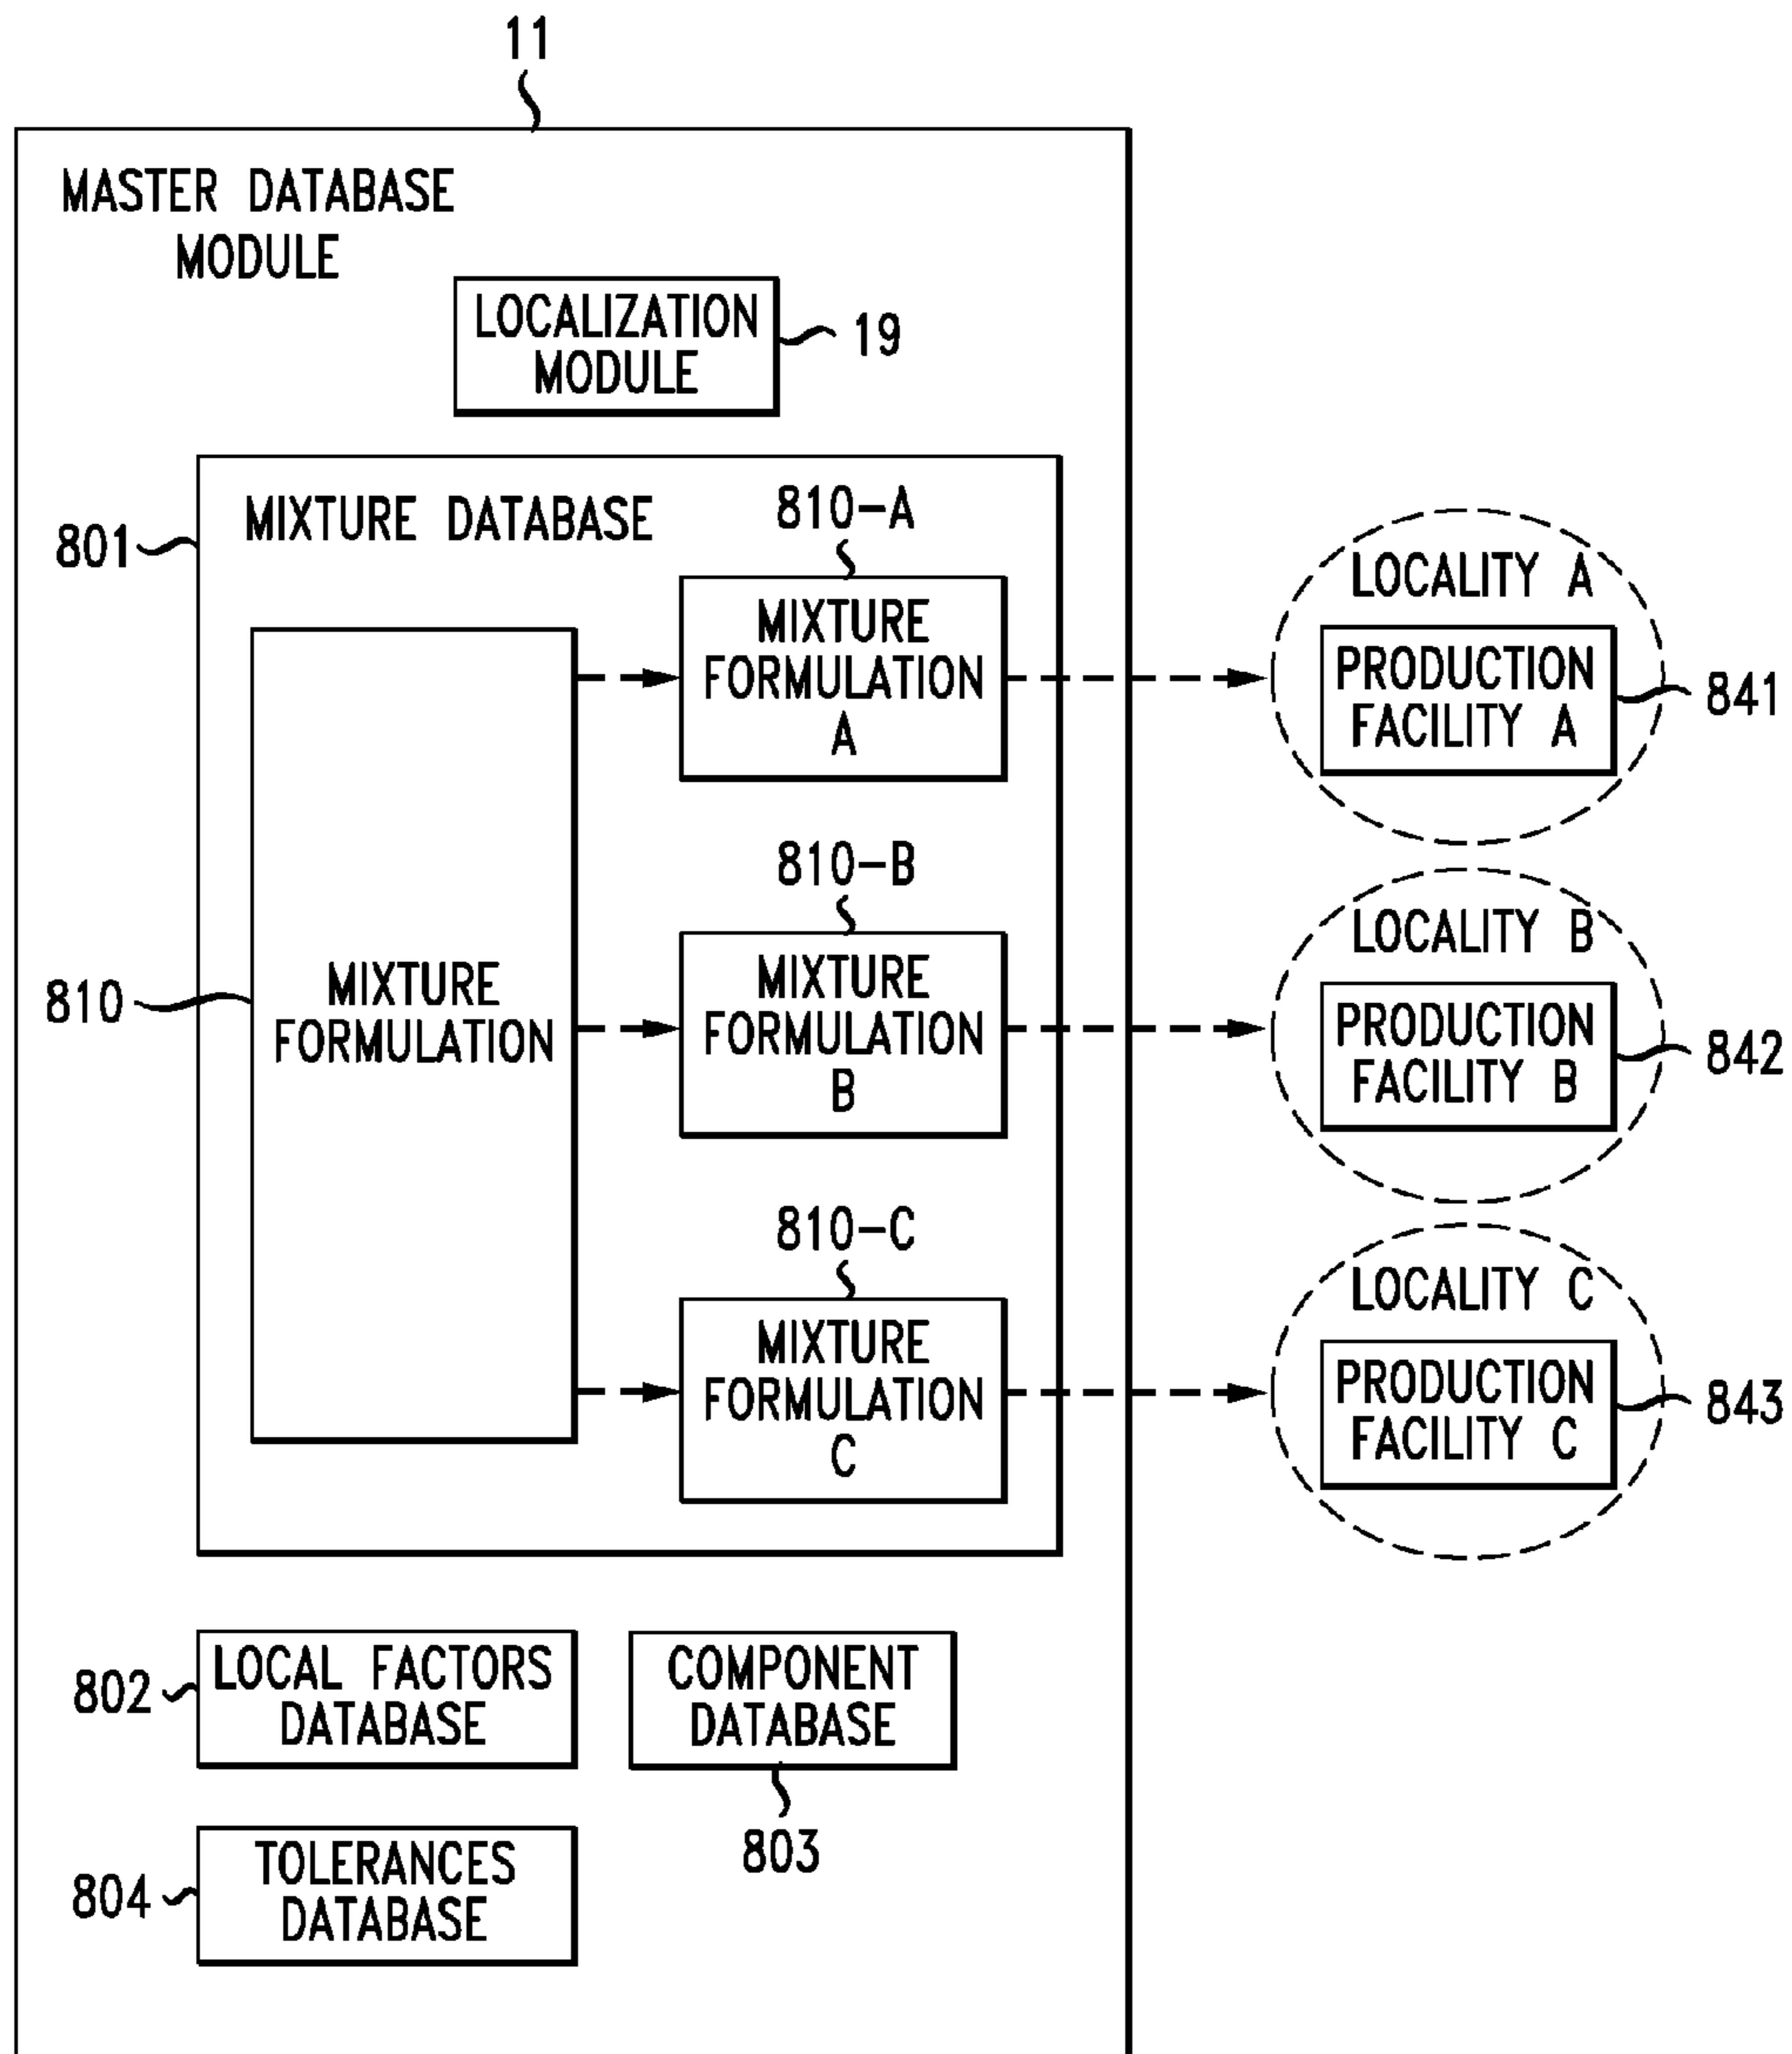 11
MASTER DATABASE
MODULE
LOCALIZATION
MODULE
19
801
MIXTURE DATABASE
810-A
MIXTURE
FORMULATION
A
LOCALITY A
PRODUCTION
FACILITY A
841
810
MIXTURE
FORMULATION
810-B
MIXTURE
FORMULATION
B
LOCALITY B
PRODUCTION
FACILITY B
842
810-C
MIXTURE
FORMULATION
C
LOCALITY C
PRODUCTION
FACILITY C
843
802
LOCAL FACTORS
DATABASE
COMPONENT
DATABASE
803
804
TOLERANCES
DATABASE